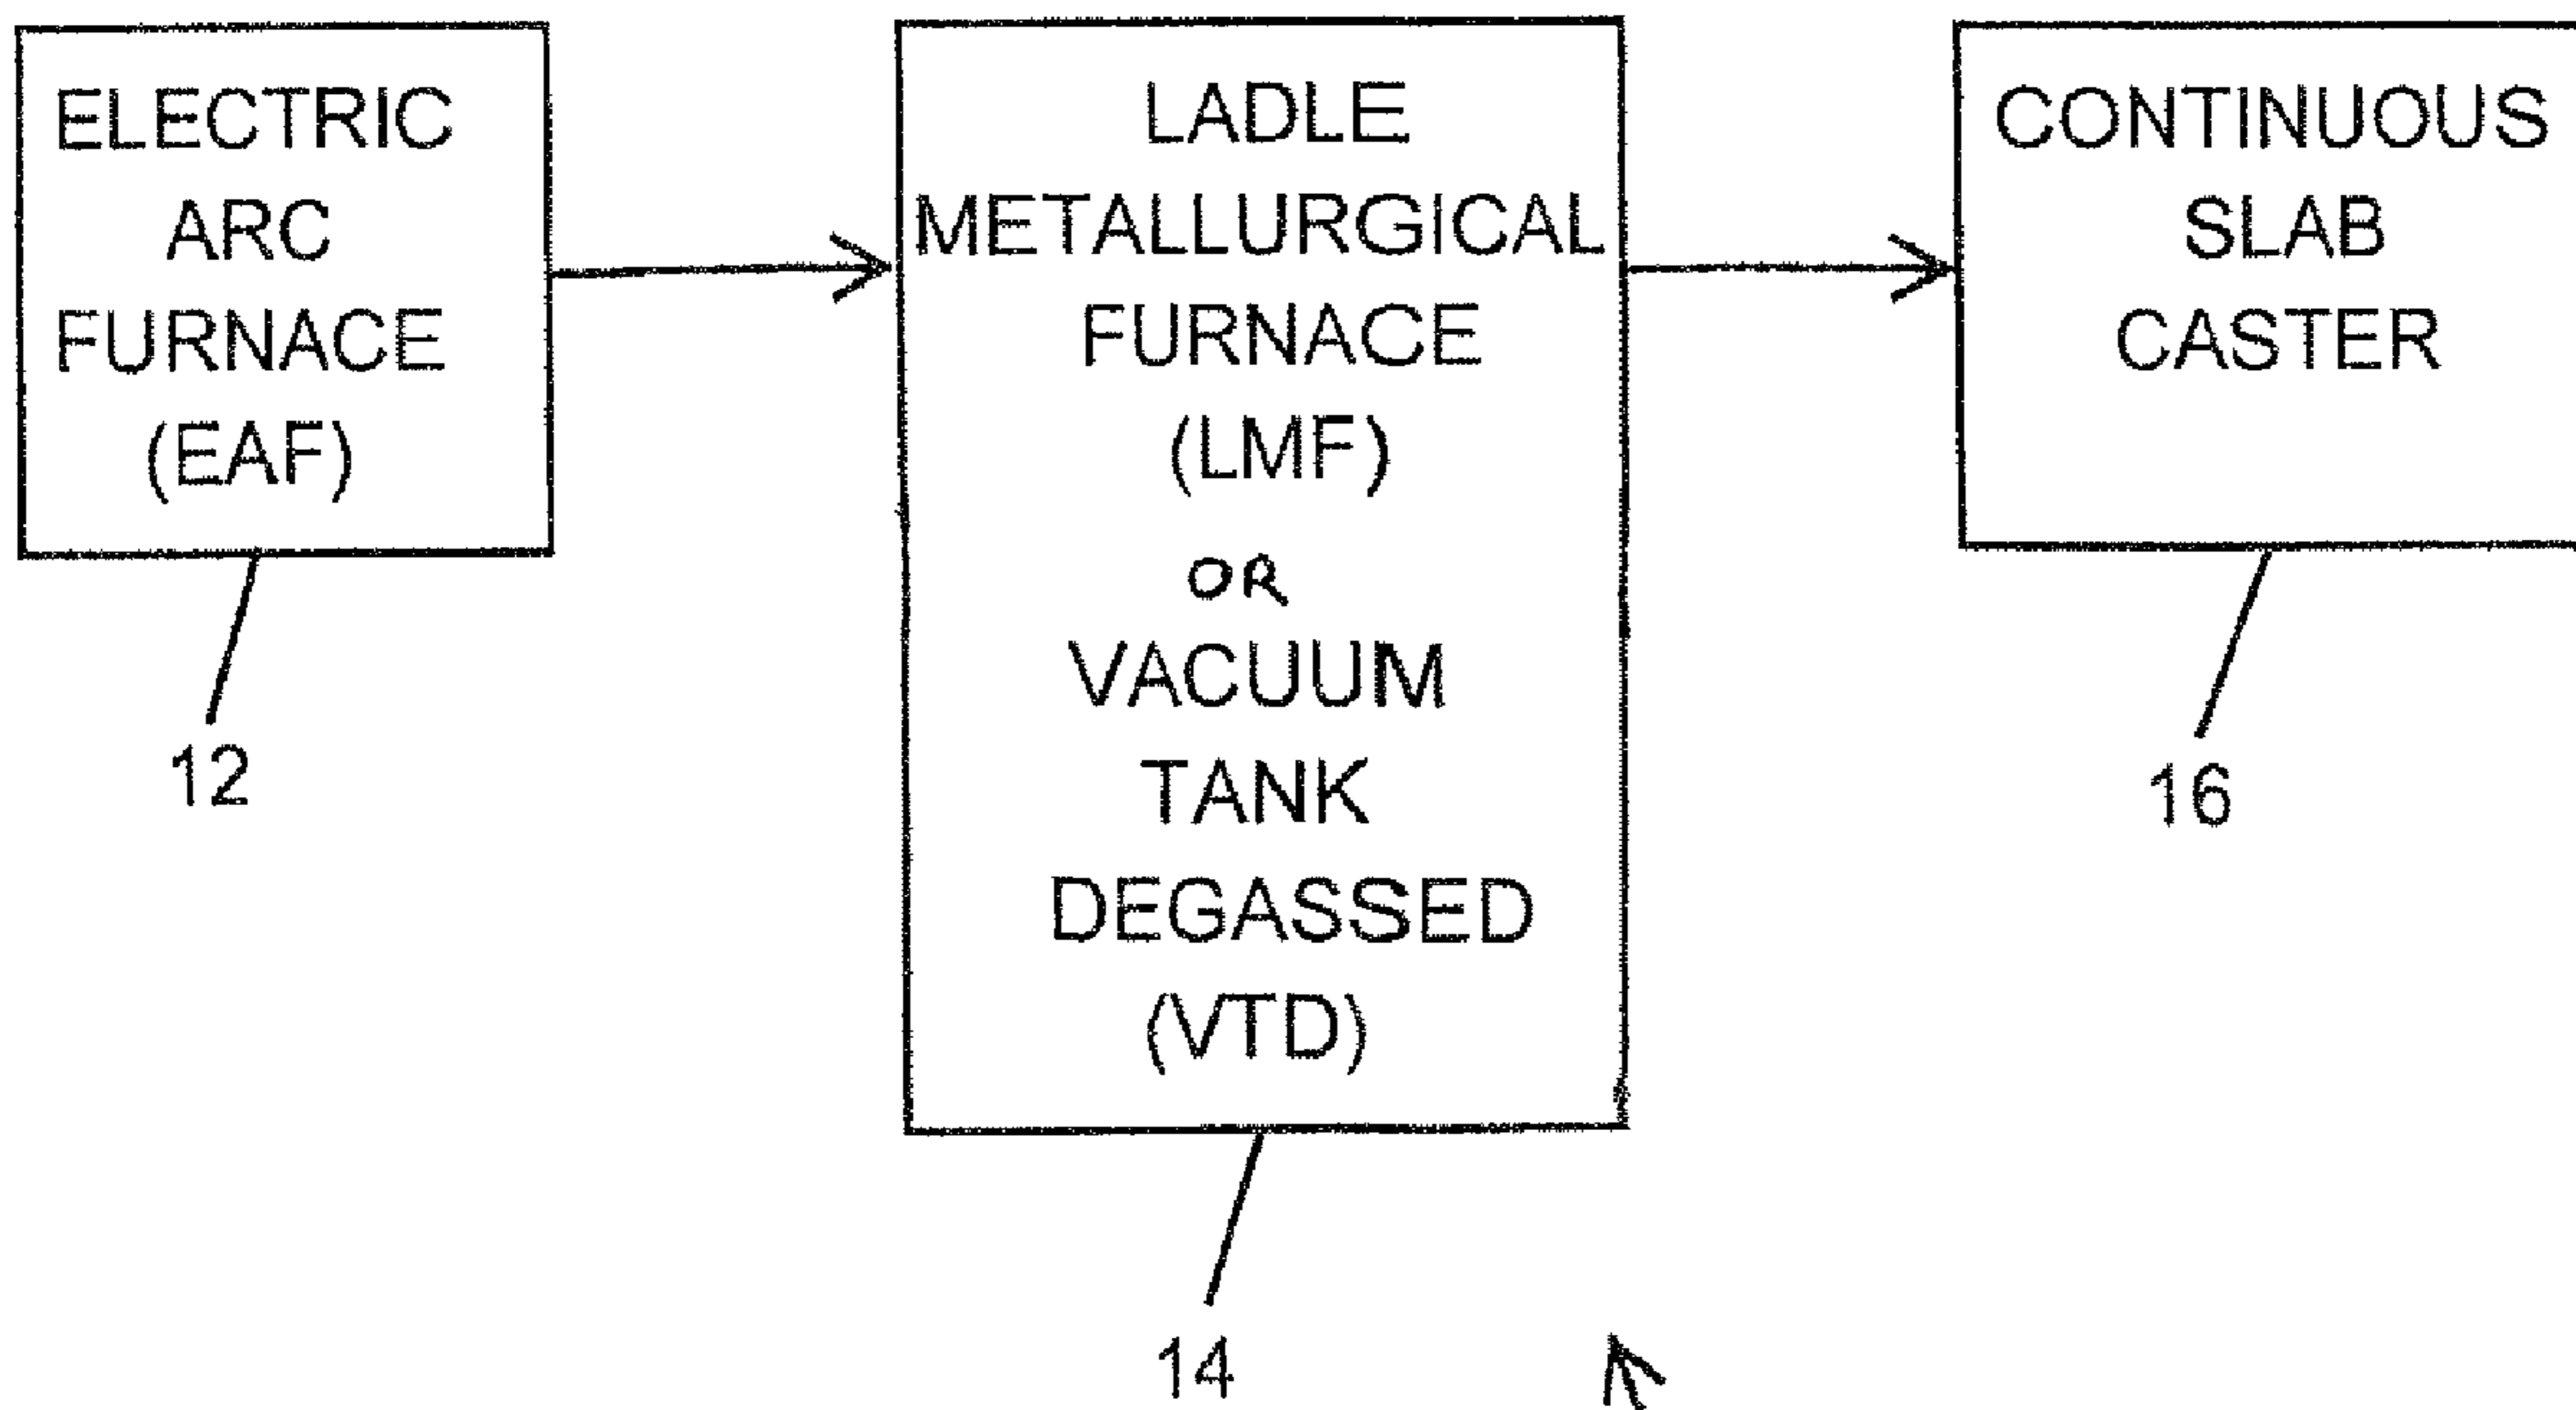 ELECTRIC
ARC
FURNACE
(EAF)
12
LADLE
METALLURGICAL
FURNACE
(LMF)
OR
VACUUM
TANK
DEGASSED
(VTD)
14
CONTINUOUS
SLAB
CASTER
16